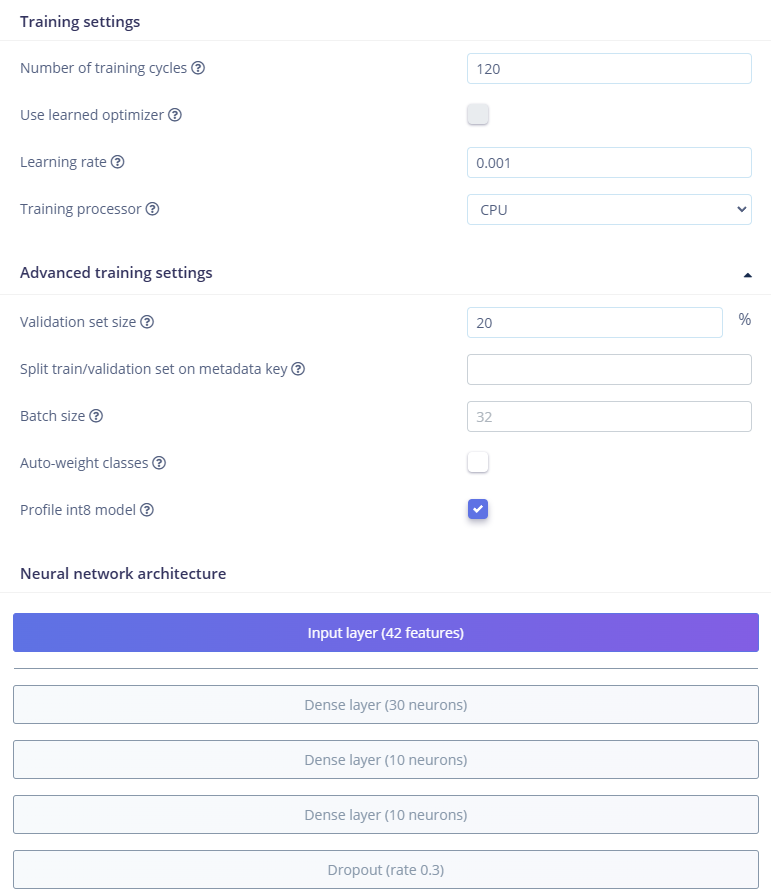 Training settings
Number of training cycles
120
Use learned optimizer
Learning rate
0.001
Training processor
CPU
Advanced training settings
Validation set size
20 %
Split train/validation set on metadata key
Batch size
32
Auto-weight classes
Profile int8 model
Neural network architecture
Input layer (42 features)
Dense layer (30 neurons)
Dense layer (10 neurons)
Dense layer (10 neurons)
Dropout (rate 0.3)